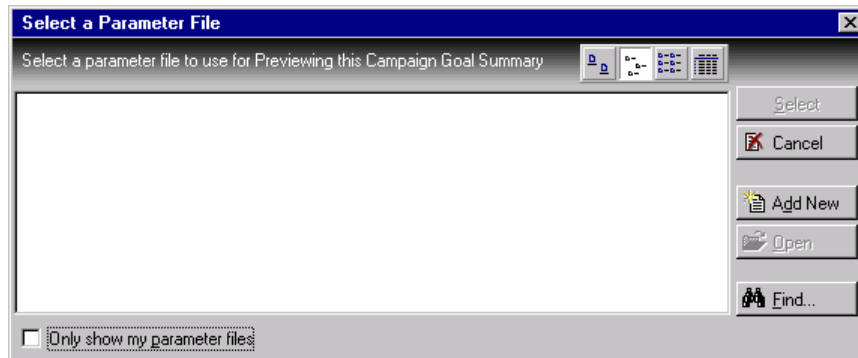 Select a Parameter File
Select a parameter file to use for Previewing this Campaign Goal Summary
Select
Cancel
Add New
Open
Find...
Only show my parameter files